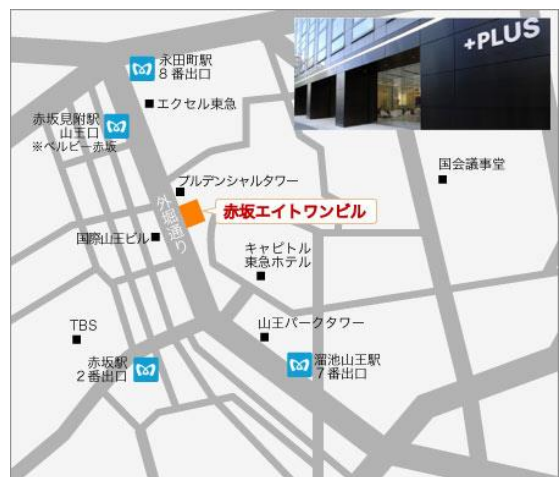 +PLUS
永田町駅
8番出口
エクセル東急
赤坂見附駅
山王口
※ベルビー赤坂
国会議事堂
プルデンシャルタワー
赤坂エイトワンビル
外堀通り
国際山王ビル
キャピトル
東急ホテル
TBS
山王パークタワー
赤坂駅
2番出口
溜池山王駅
7番出口